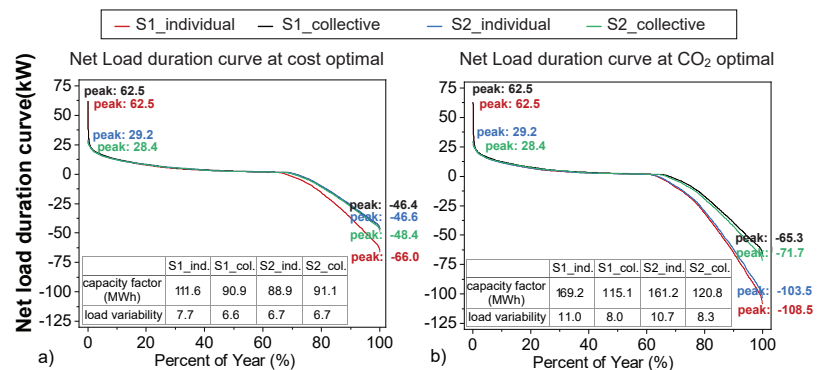 S1_individual S1_collective S2_individual S2_collective
Net Load duration curve at cost optimal
Net load duration curve(kW)
75
50
25
0
-25
-50
-75
-100
-125
peak: 62.5
peak: 62.5
peak: 29.2
peak: 28.4
peak: -46.4
peak: -46.6
peak: -48.4
peak: -66.0
S1_ind. S1_col. S2_ind. S2_col.
capacity factor (MWh) 111.6 90.9 88.9 91.1
load variability 7.7 6.6 6.7 6.7
0 20 40 60 80 100
Percent of Year (%)
a)
Net Load duration curve at CO₂ optimal
75
50
25
0
-25
-50
-75
-100
-125
peak: 62.5
peak: 62.5
peak: 29.2
peak: 28.4
peak: -65.3
peak: -71.7
peak: -103.5
peak: -108.5
S1_ind. S1_col. S2_ind. S2_col.
capacity factor (MWh) 169.2 115.1 161.2 120.8
load variability 11.0 8.0 10.7 8.3
0 20 40 60 80 100
Percent of Year (%)
b)